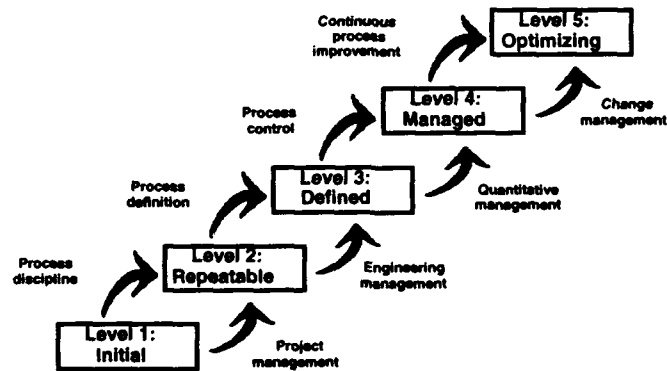 Continuous
process
improvement
Level 5:
Optimizing
Process
control
Level 4:
Managed
Change
management
Process
definition
Level 3:
Defined
Quantitative
management
Process
discipline
Level 2:
Repeatable
Engineering
management
Level 1:
Initial
Project
management